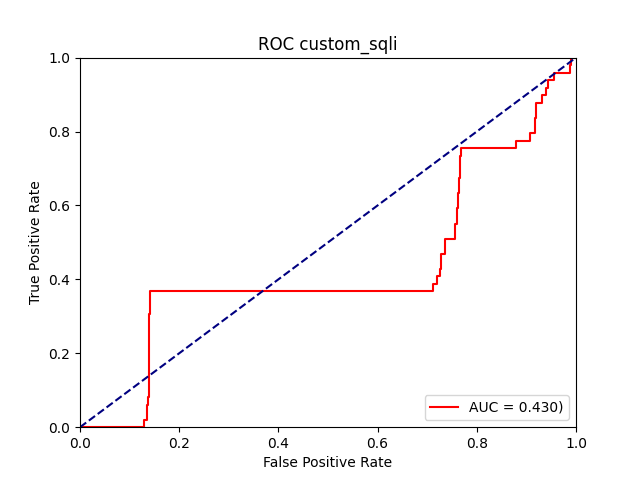 ROC custom_sqli
1.0
0.8
0.6
0.4
0.2
0.0
True Positive Rate
AUC = 0.430)
0.0 0.2 0.4 0.6 0.8 1.0
False Positive Rate